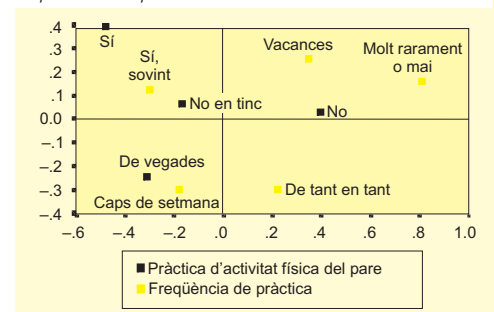 .4
.3
.2
.1
0.0
–.1
–.2
–.3
–.4
Sí
Sí,
sovint
No en tinc
Vacances
Molt rarament
o mai
No
De vegades
Caps de setmana
De tant en tant
–.6
–.4
–.2
.0
.2
.4
.6
.8
1.0
Pràctica d'activitat física del pare
Freqüència de pràctica